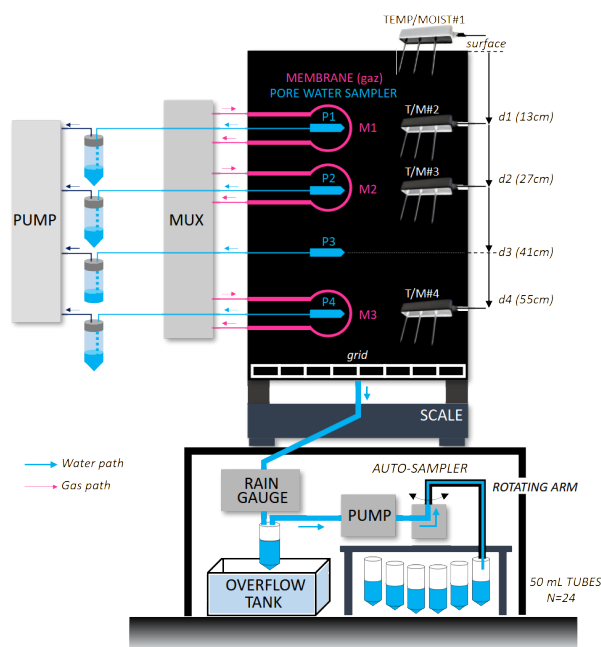 TEMP/MOIST#1
surface
MEMBRANE (gaz)
PORE WATER SAMPLER
P1
M1
T/M#2
d1 (13cm)
P2
M2
T/M#3
d2 (27cm)
PUMP
MUX
P3
d3 (41cm)
P4
M3
T/M#4
d4 (55cm)
grid
SCALE
Water path
Gas path
RAIN
GAUGE
AUTO-SAMPLER
ROTATING ARM
PUMP
OVERFLOW
TANK
50 mL TUBES
N=24